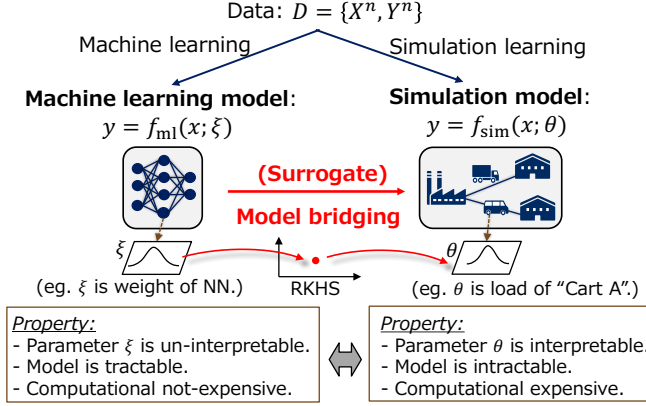 Data: D = {Xⁿ, Yⁿ}
Machine learning
Simulation learning
Machine learning model:
y = f_ml(x; ξ)
Simulation model:
y = f_sim(x; θ)
(Surrogate)
Model bridging
ξ
θ
RKHS
(eg. ξ is weight of NN.)
(eg. θ is load of “Cart A”.)
Property:
- Parameter ξ is un-interpretable.
- Model is tractable.
- Computational not-expensive.
Property:
- Parameter θ is interpretable.
- Model is intractable.
- Computational expensive.